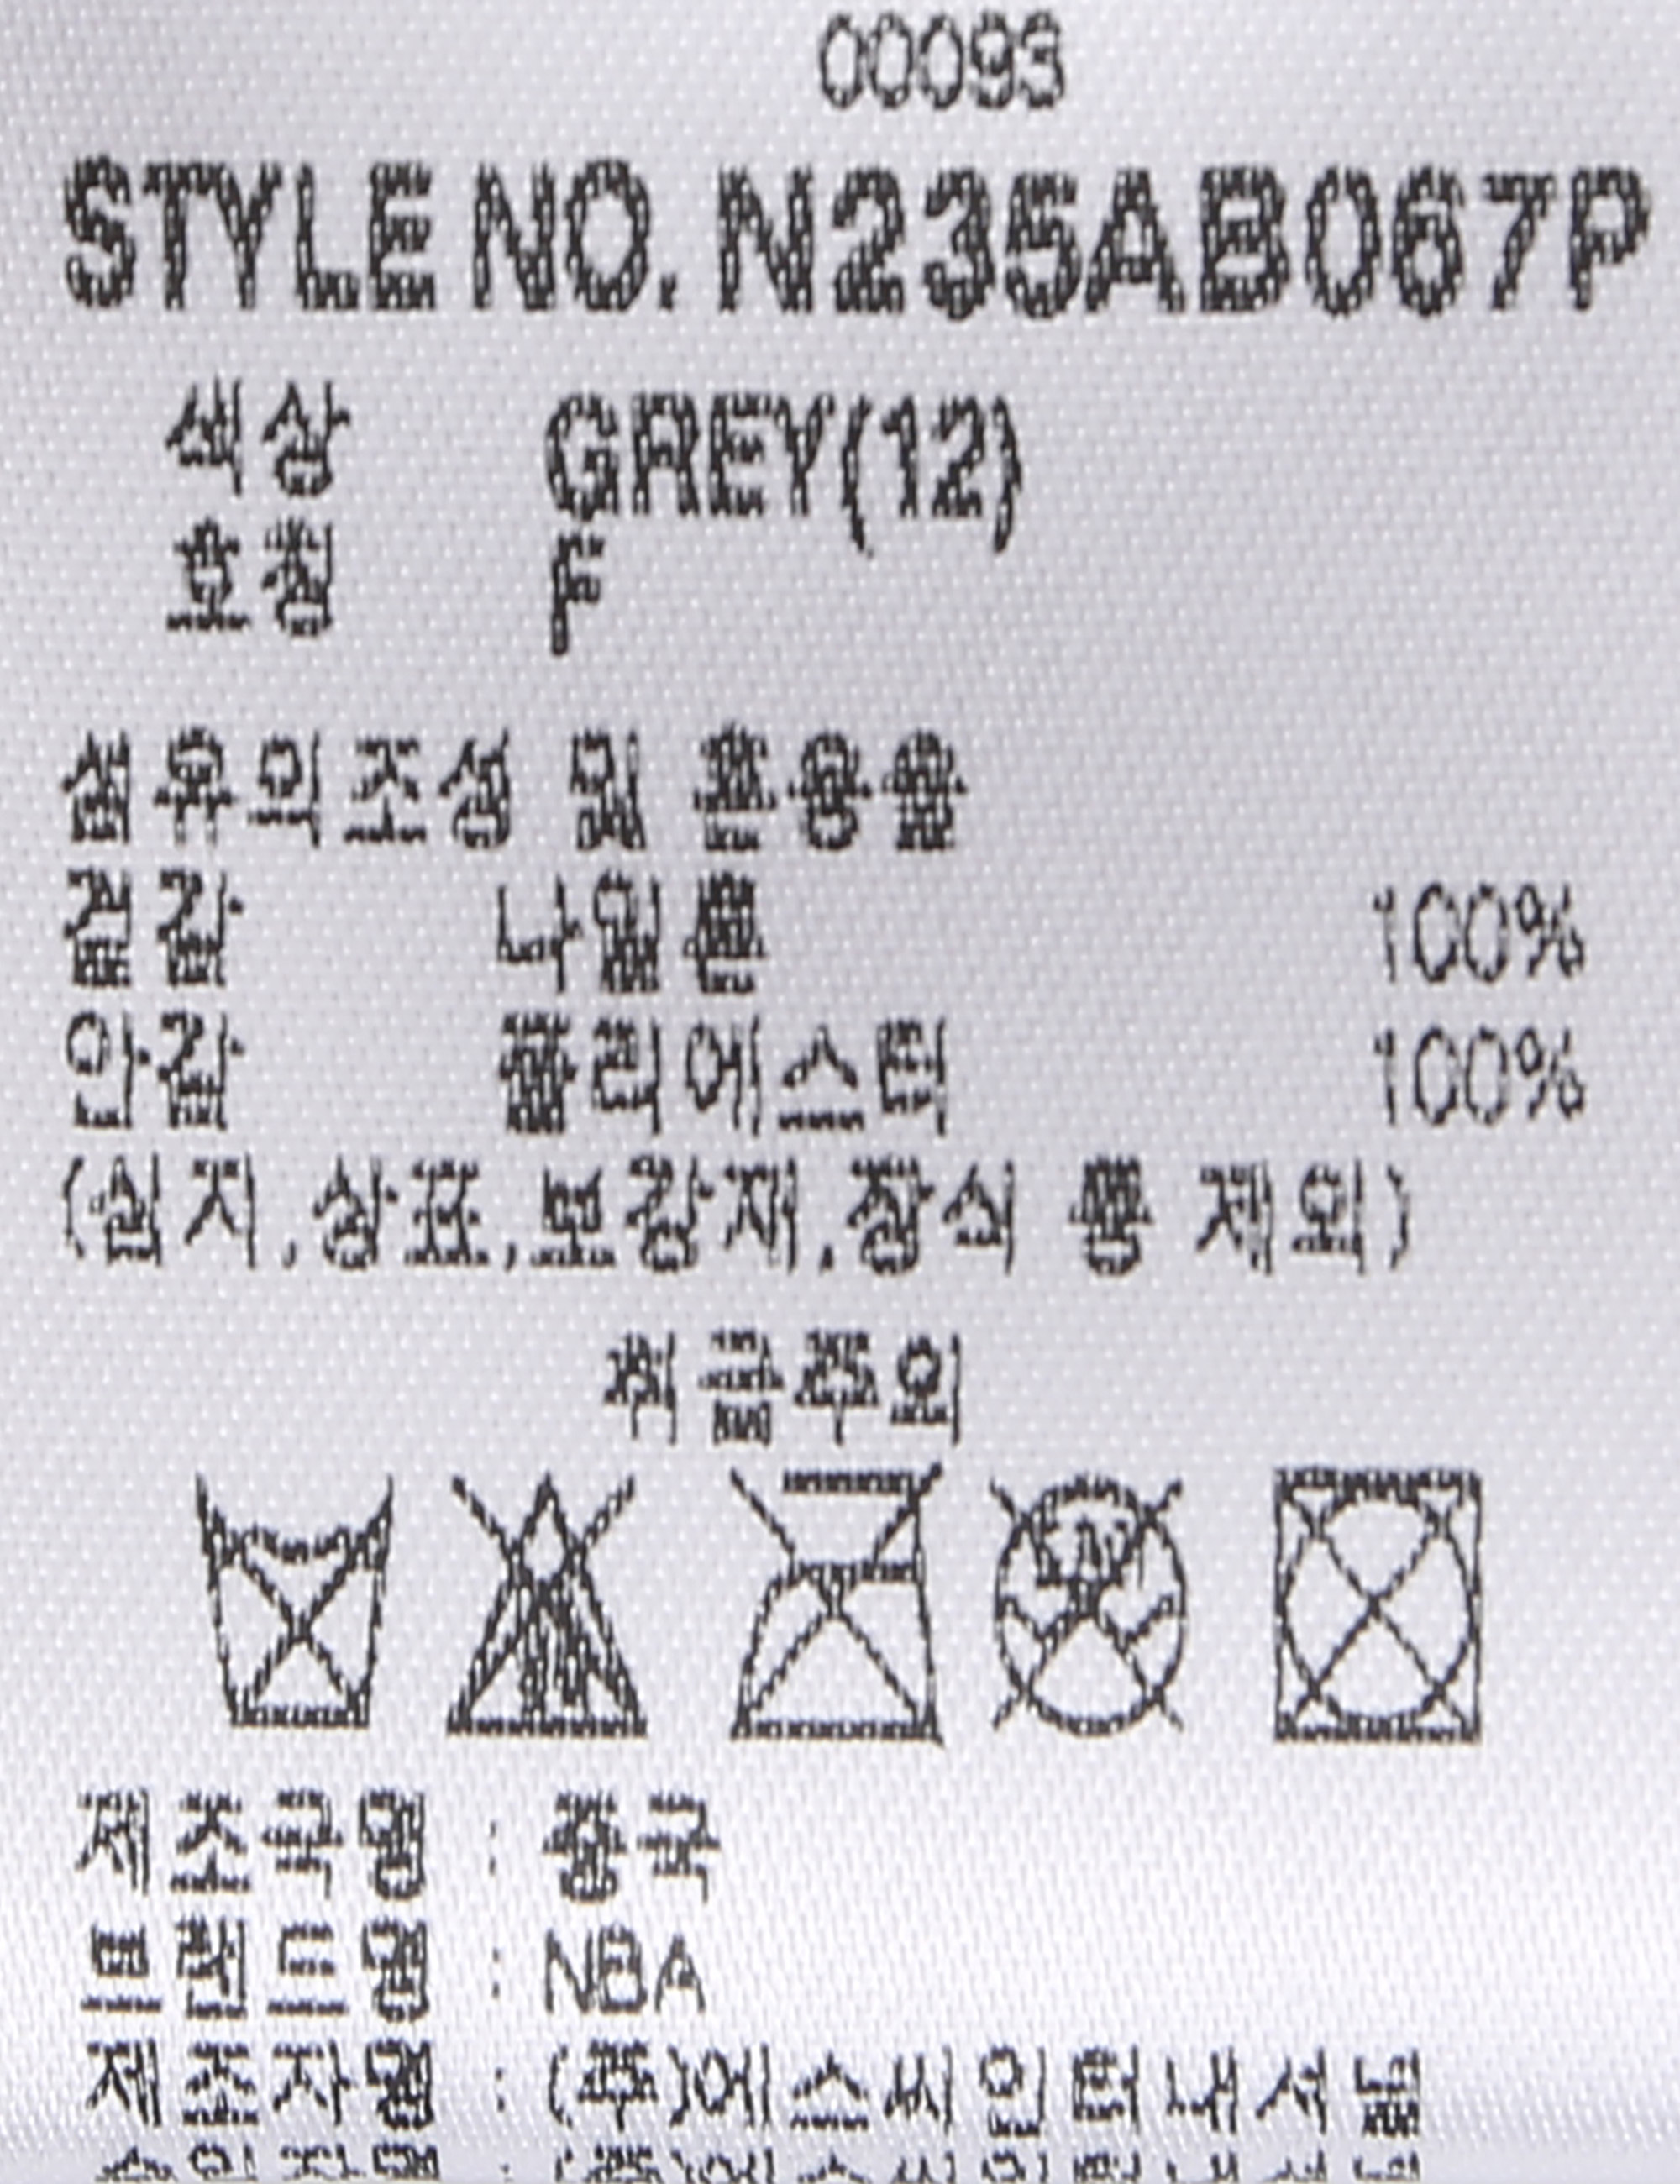 00093
STYLE NO. N235AB067P
색상 GREY(12)
호칭 F
섬유의조성 및 혼용율
겉감 나일론 100%
안감 폴리에스터 100%
(심지,상표,보강재,장식 등 제외)
취급주의
제조국명 : 중국
브랜드명 : NBA
제조자명 : (주)에스씨인터내셔널